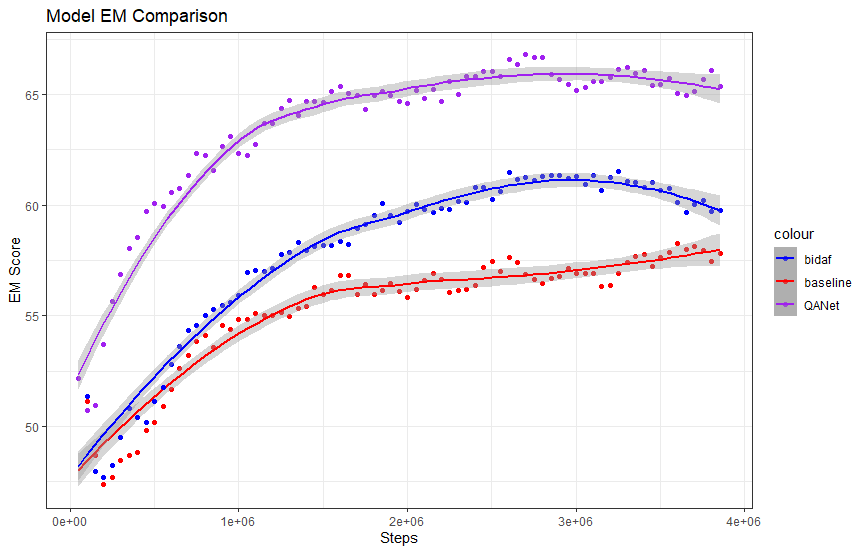 Model EM Comparison
EM Score
65
60
55
50
0e+00
1e+06
2e+06
3e+06
4e+06
Steps
colour
bidaf
baseline
QANet